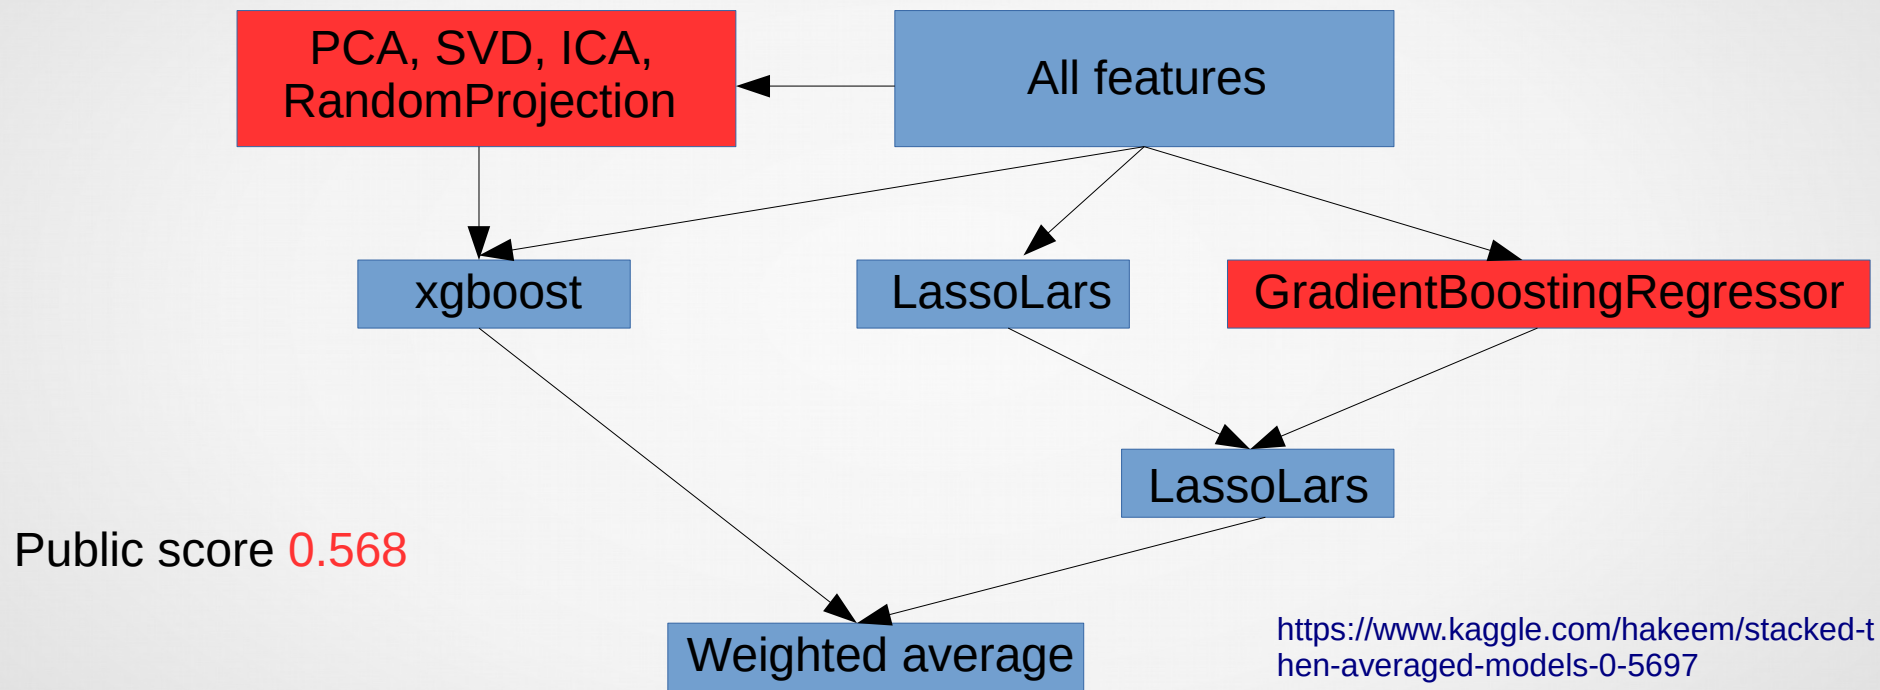 PCA, SVD, ICA,
RandomProjection
All features
xgboost
LassoLars
GradientBoostingRegressor
LassoLars
Public score 0.568
Weighted average
https://www.kaggle.com/hakeem/stacked-t
hen-averaged-models-0-5697